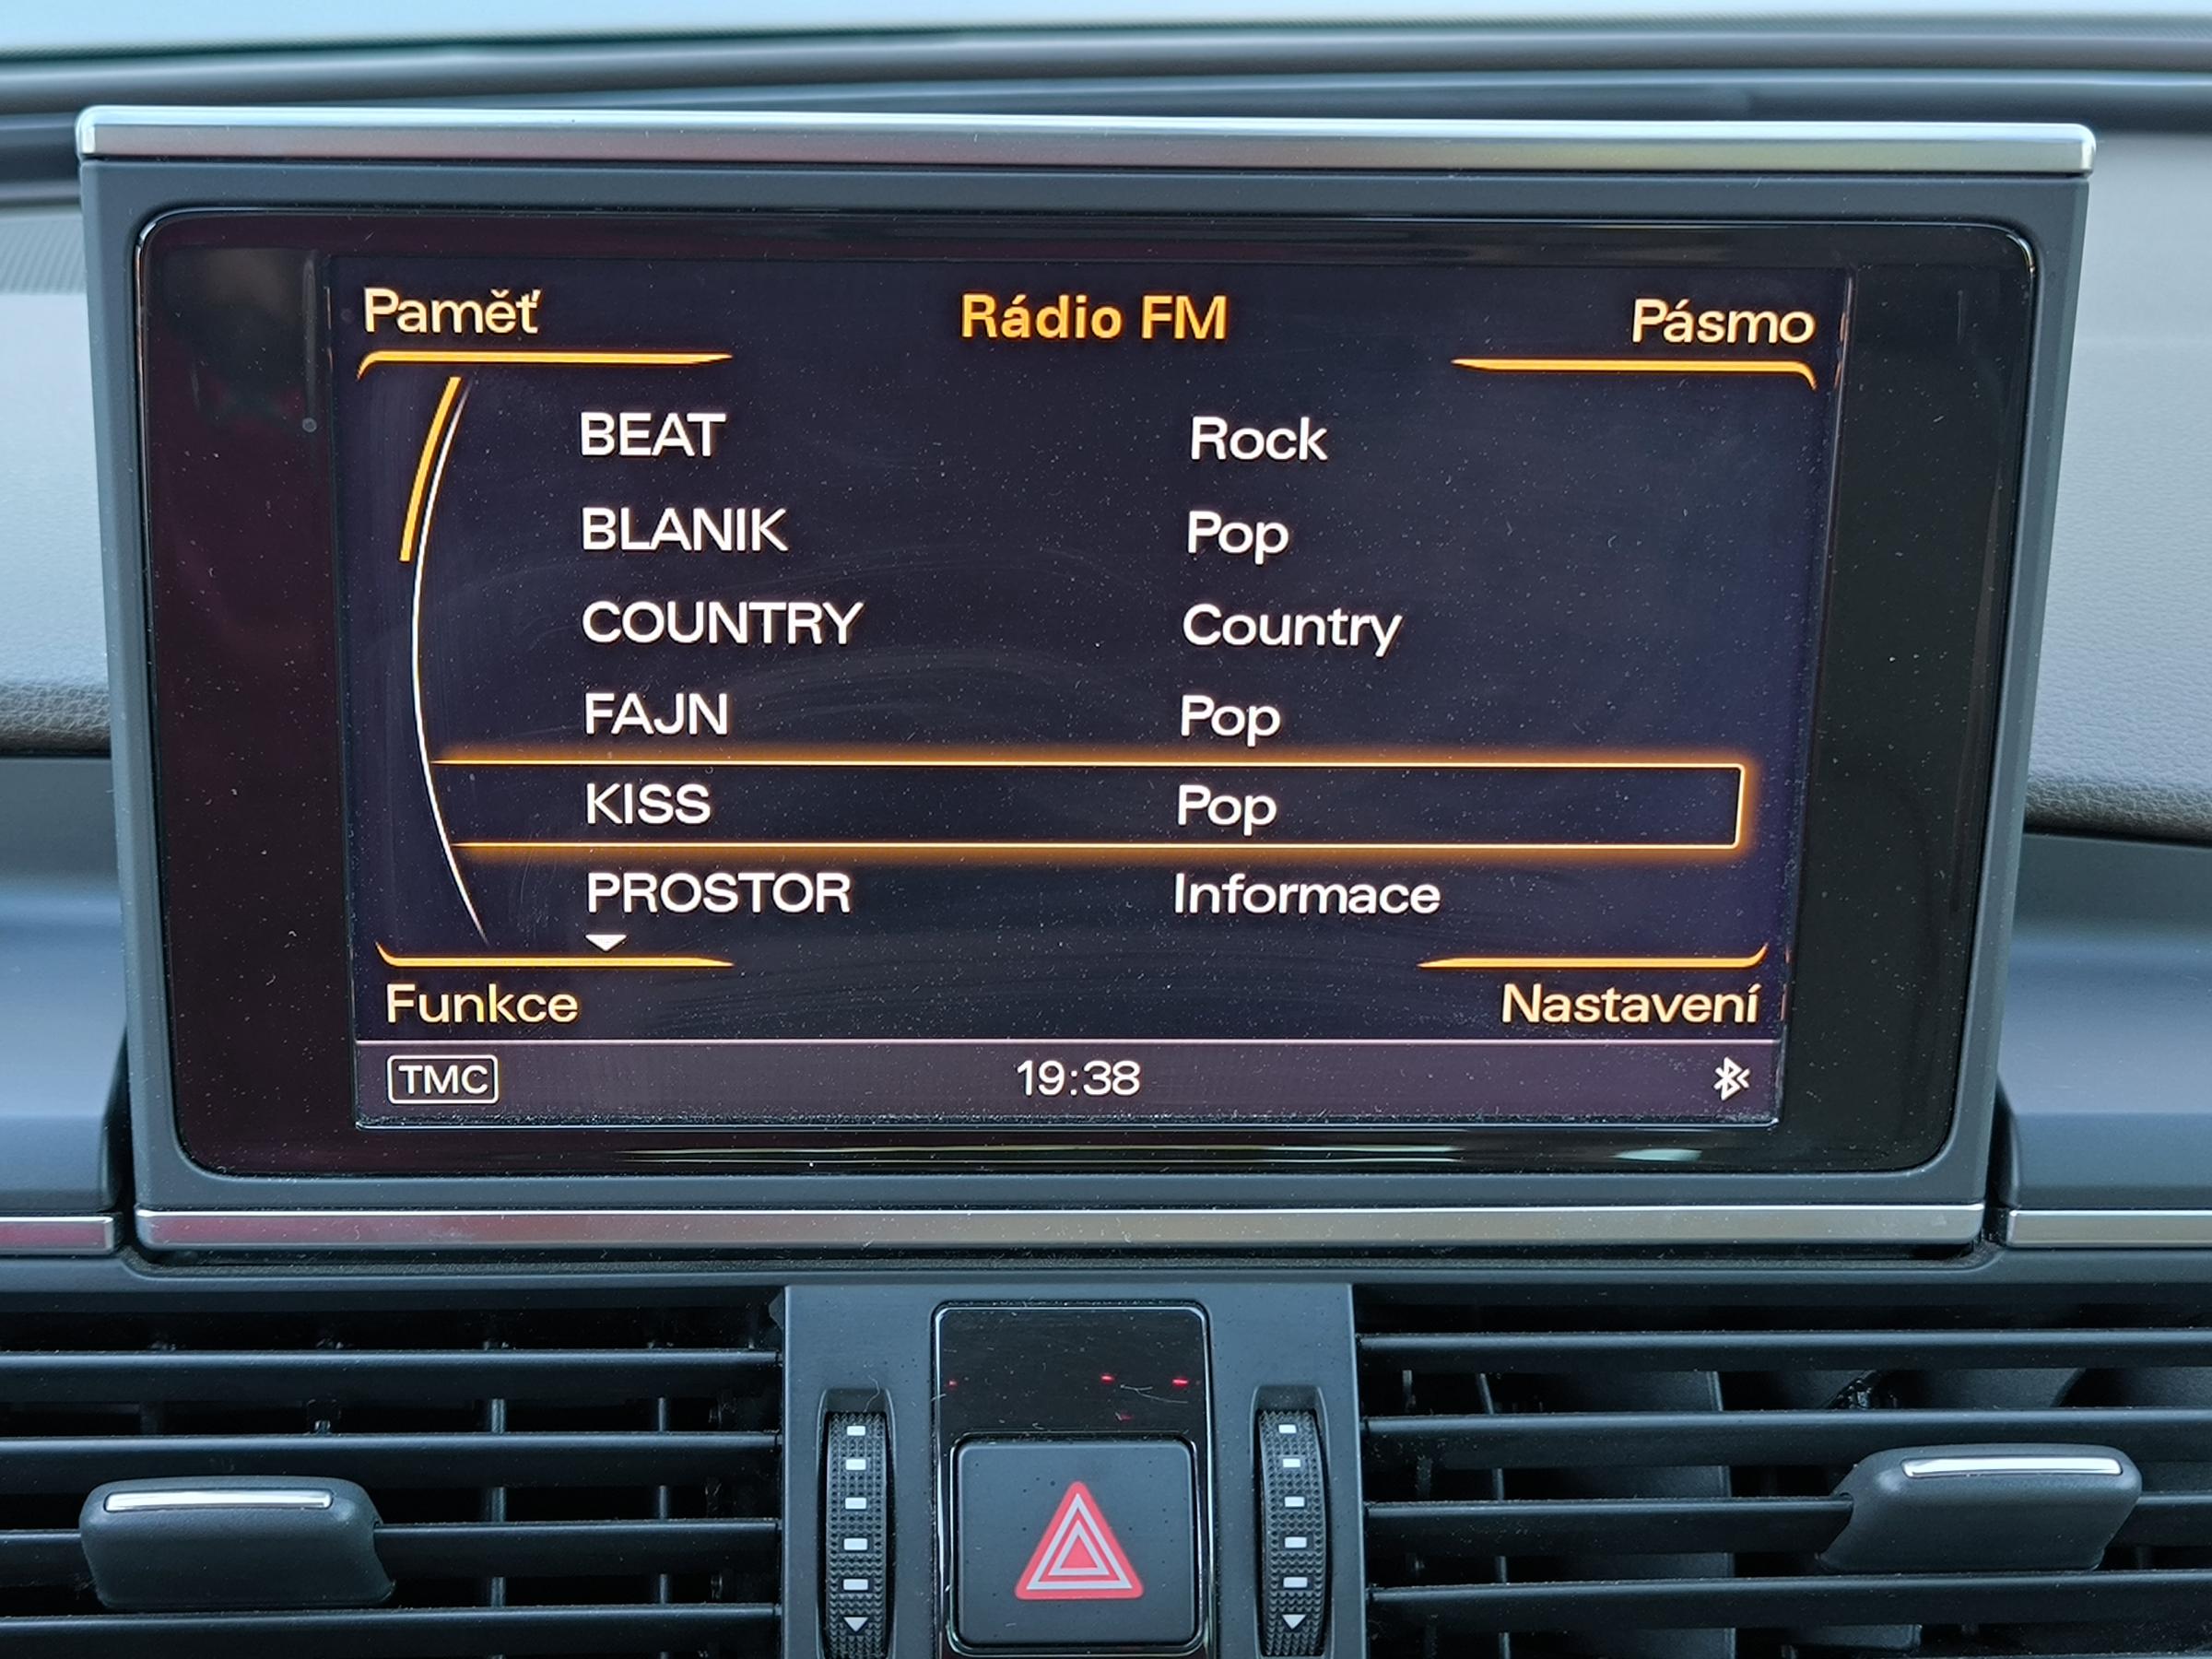 Paměť Rádio FM Pásmo
BEAT Rock
BLANIK Pop
COUNTRY Country
FAJN Pop
KISS Pop
PROSTOR Informace
Funkce Nastavení
TMC 19:38